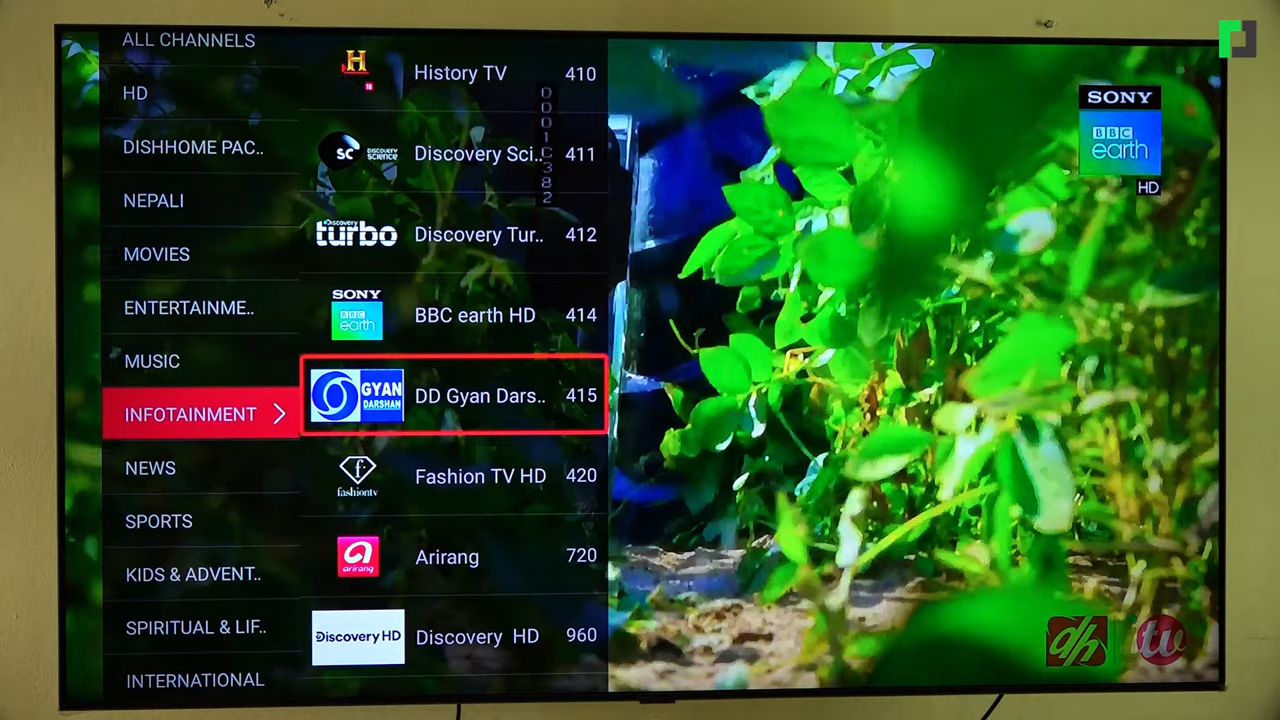 ALL CHANNELS
HD
DISHHOME PAC..
NEPALI
MOVIES
ENTERTAINME..
MUSIC
INFOTAINMENT
NEWS
SPORTS
KIDS & ADVENT..
SPIRITUAL & LIF..
INTERNATIONAL
H
18
History TV 410
SC DISCOVERY SCIENCE
Discovery Sci.. 411
Discovery turbo
Discovery Tur.. 412
SONY
BBC
earth
BBC earth HD 414
GYAN
DARSHAN
DD Gyan Dars.. 415
f
fashiontv
Fashion TV HD 420
arirang
Arirang 720
Discovery HD
Discovery HD 960
0001C382
SONY
BBC
earth
HD
dh tv